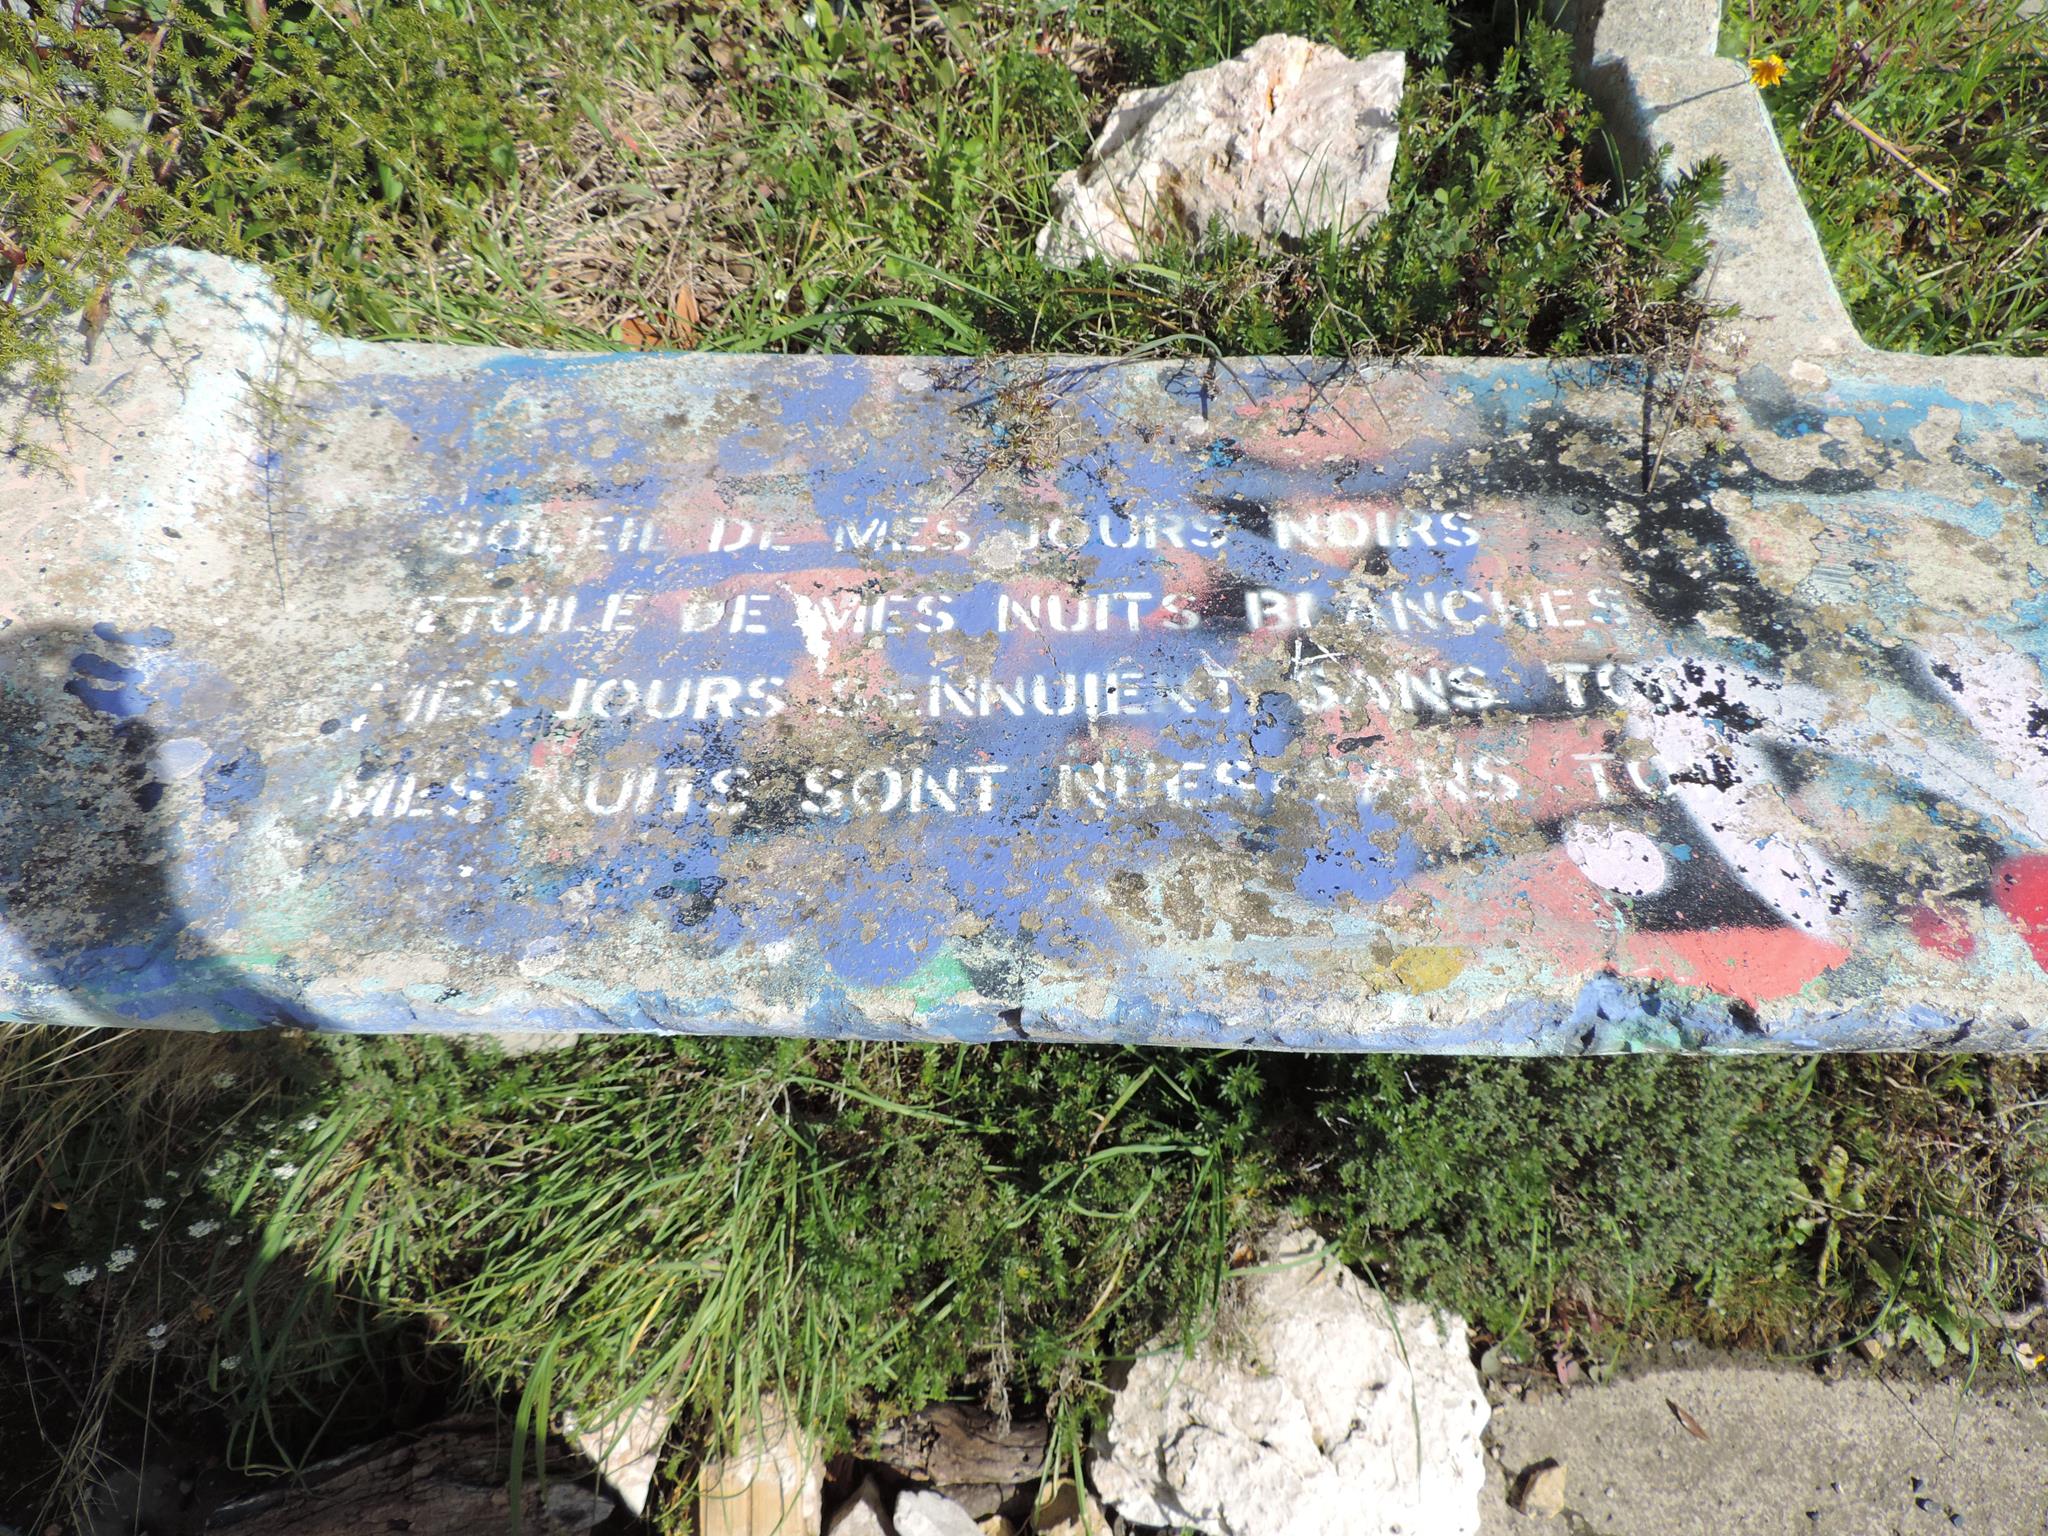 SOLEIL DE MES JOURS NOIRS
ETOILE DE MES NUITS BLANCHES
MES JOURS S'ENNUIENT SANS TOI
MES NUITS SONT NUES SANS TOI